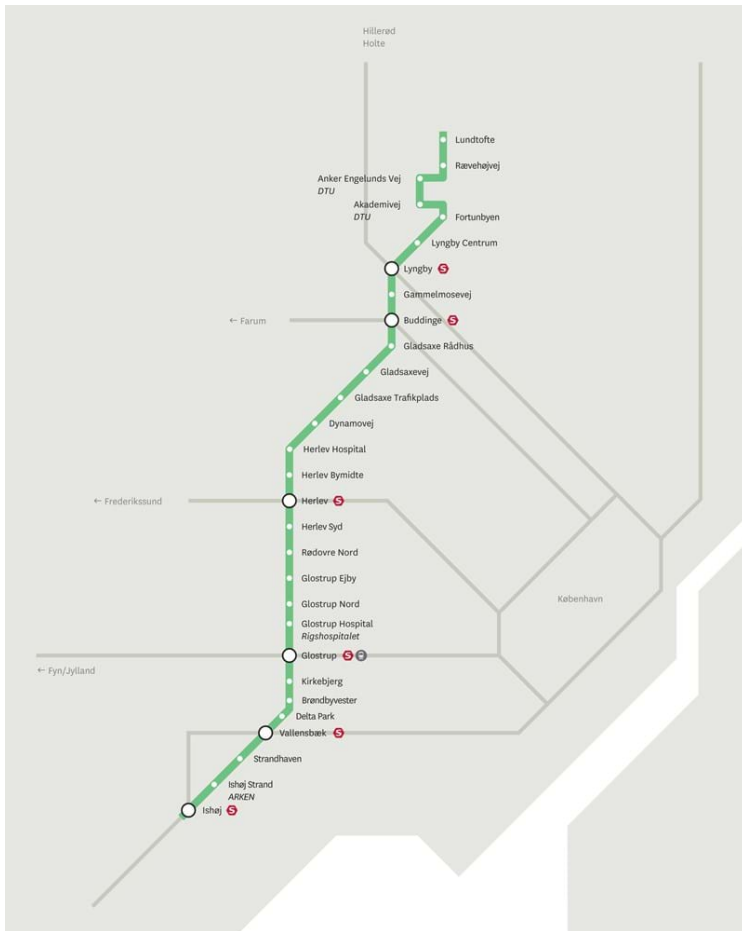 Hillerød
Holte
Lundtofte
Rævehøjvej
Anker Engelunds Vej
DTU
Akademivej
DTU
Fortunbyen
Lyngby Centrum
Lyngby S
Gammelmosevej
← Farum
Buddinge S
Gladsaxe Rådhus
Gladsaxevej
Gladsaxe Trafikplads
Dynamovej
Herlev Hospital
Herlev Bymidte
← Frederikssund
Herlev S
Herlev Syd
Rødovre Nord
Glostrup Ejby
København
Glostrup Nord
Glostrup Hospital
Rigshospitalet
Glostrup S
← Fyn/Jylland
Kirkebjerg
Brøndbyvester
Delta Park
Vallensbæk S
Strandhaven
Ishøj Strand
ARKEN
Ishøj S